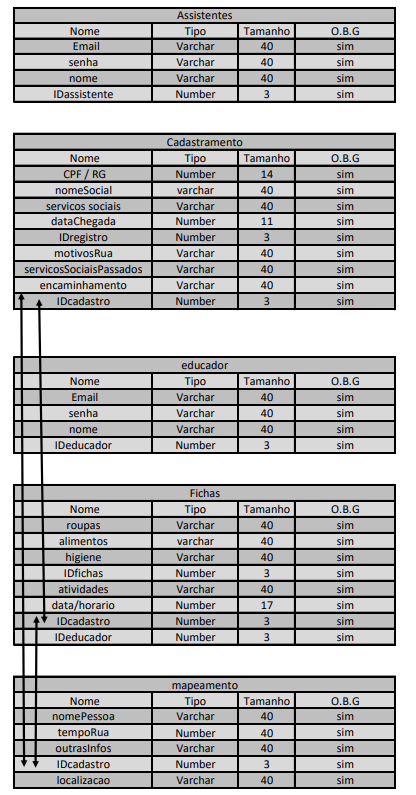 Assistentes
Nome Tipo Tamanho O.B.G
Email Varchar 40 sim
senha Varchar 40 sim
nome Varchar 40 sim
IDassistente Number 3 sim
Cadastramento
Nome Tipo Tamanho O.B.G
CPF / RG Number 14 sim
nomeSocial varchar 40 sim
servicos sociais Varchar 40 sim
dataChegada Number 11 sim
IDregistro Number 3 sim
motivosRua Varchar 40 sim
servicosSociaisPassados Varchar 40 sim
encaminhamento Varchar 40 sim
IDcadastro Number 3 sim
educador
Nome Tipo Tamanho O.B.G
Email Varchar 40 sim
senha Varchar 40 sim
nome Varchar 40 sim
IDeducador Number 3 sim
Fichas
Nome Tipo Tamanho O.B.G
roupas Varchar 40 sim
alimentos varchar 40 sim
higiene Varchar 40 sim
IDfichas Number 3 sim
atividades Varchar 40 sim
data/horario Number 17 sim
IDcadastro Number 3 sim
IDeducador Number 3 sim
mapeamento
Nome Tipo Tamanho O.B.G
nomePessoa Varchar 40 sim
tempoRua Number 40 sim
outrasInfos Varchar 40 sim
IDcadastro Number 3 sim
localizacao Varchar 40 sim